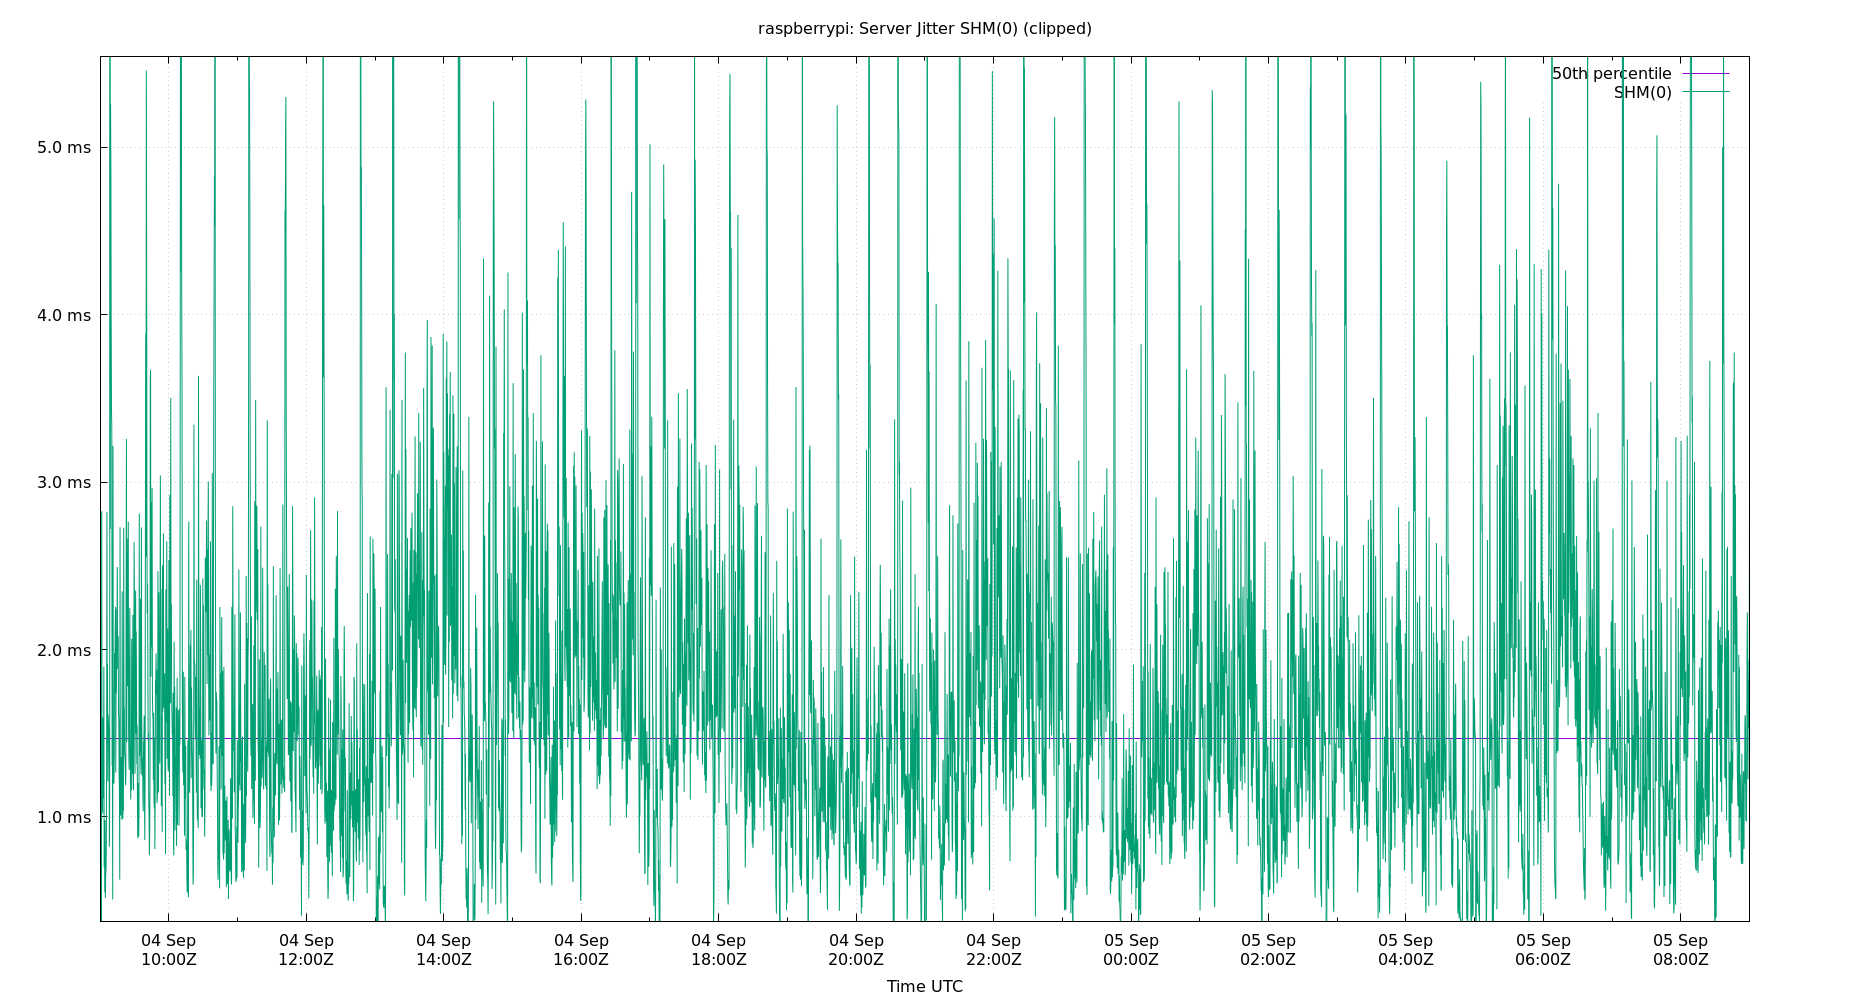 raspberrypi: Server Jitter SHM(0) (clipped)
50th percentile
SHM(0)
5.0 ms
4.0 ms
3.0 ms
2.0 ms
1.0 ms
04 Sep 04 Sep 04 Sep 04 Sep 04 Sep 04 Sep 04 Sep 05 Sep 05 Sep 05 Sep 05 Sep 05 Sep
10:00Z 12:00Z 14:00Z 16:00Z 18:00Z 20:00Z 22:00Z 00:00Z 02:00Z 04:00Z 06:00Z 08:00Z
Time UTC